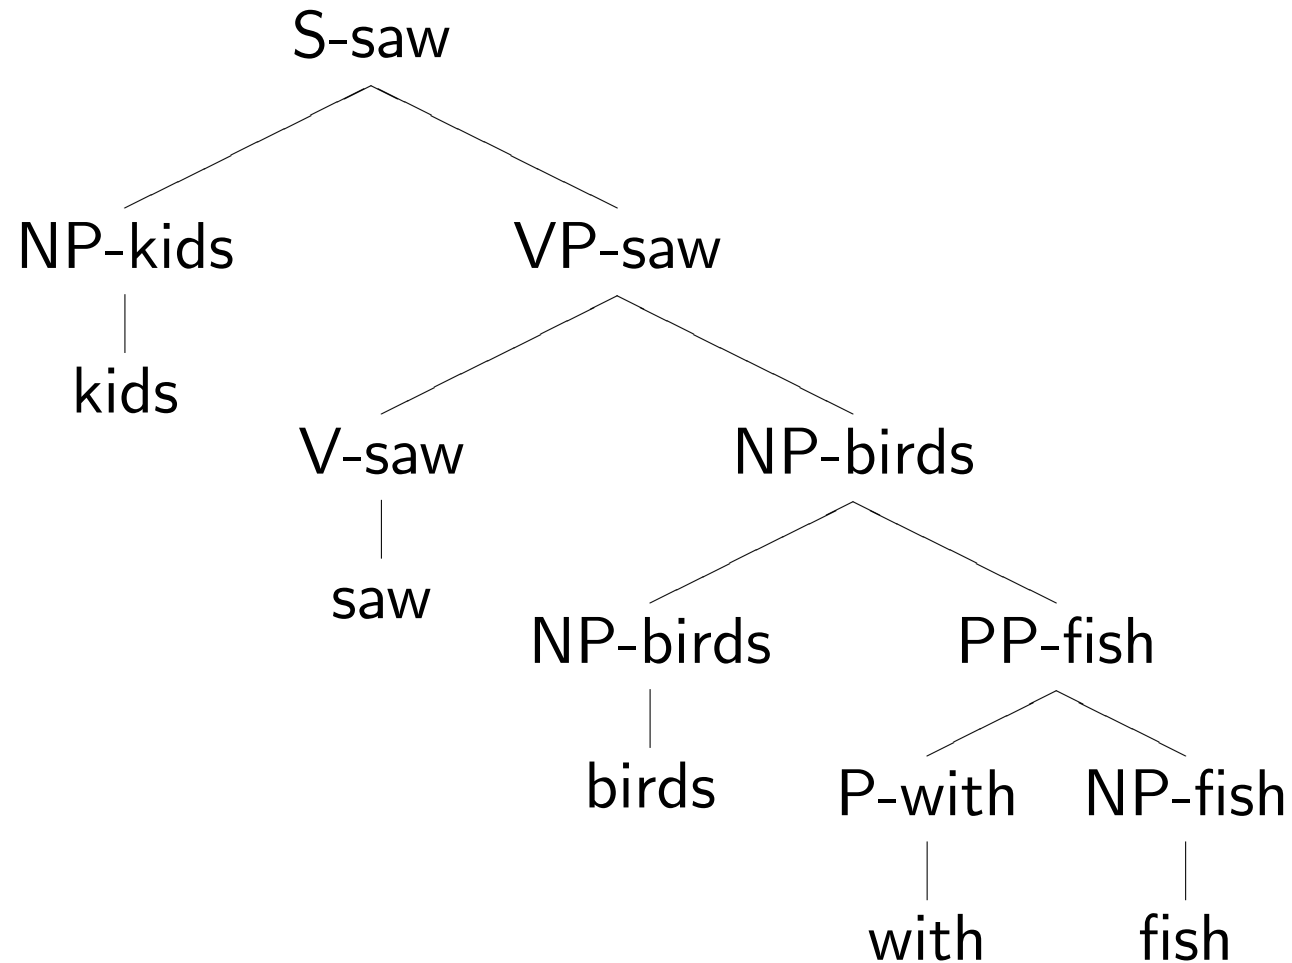 S-saw
NP-kids VP-saw
kids
V-saw NP-birds
saw
NP-birds PP-fish
birds
P-with NP-fish
with fish